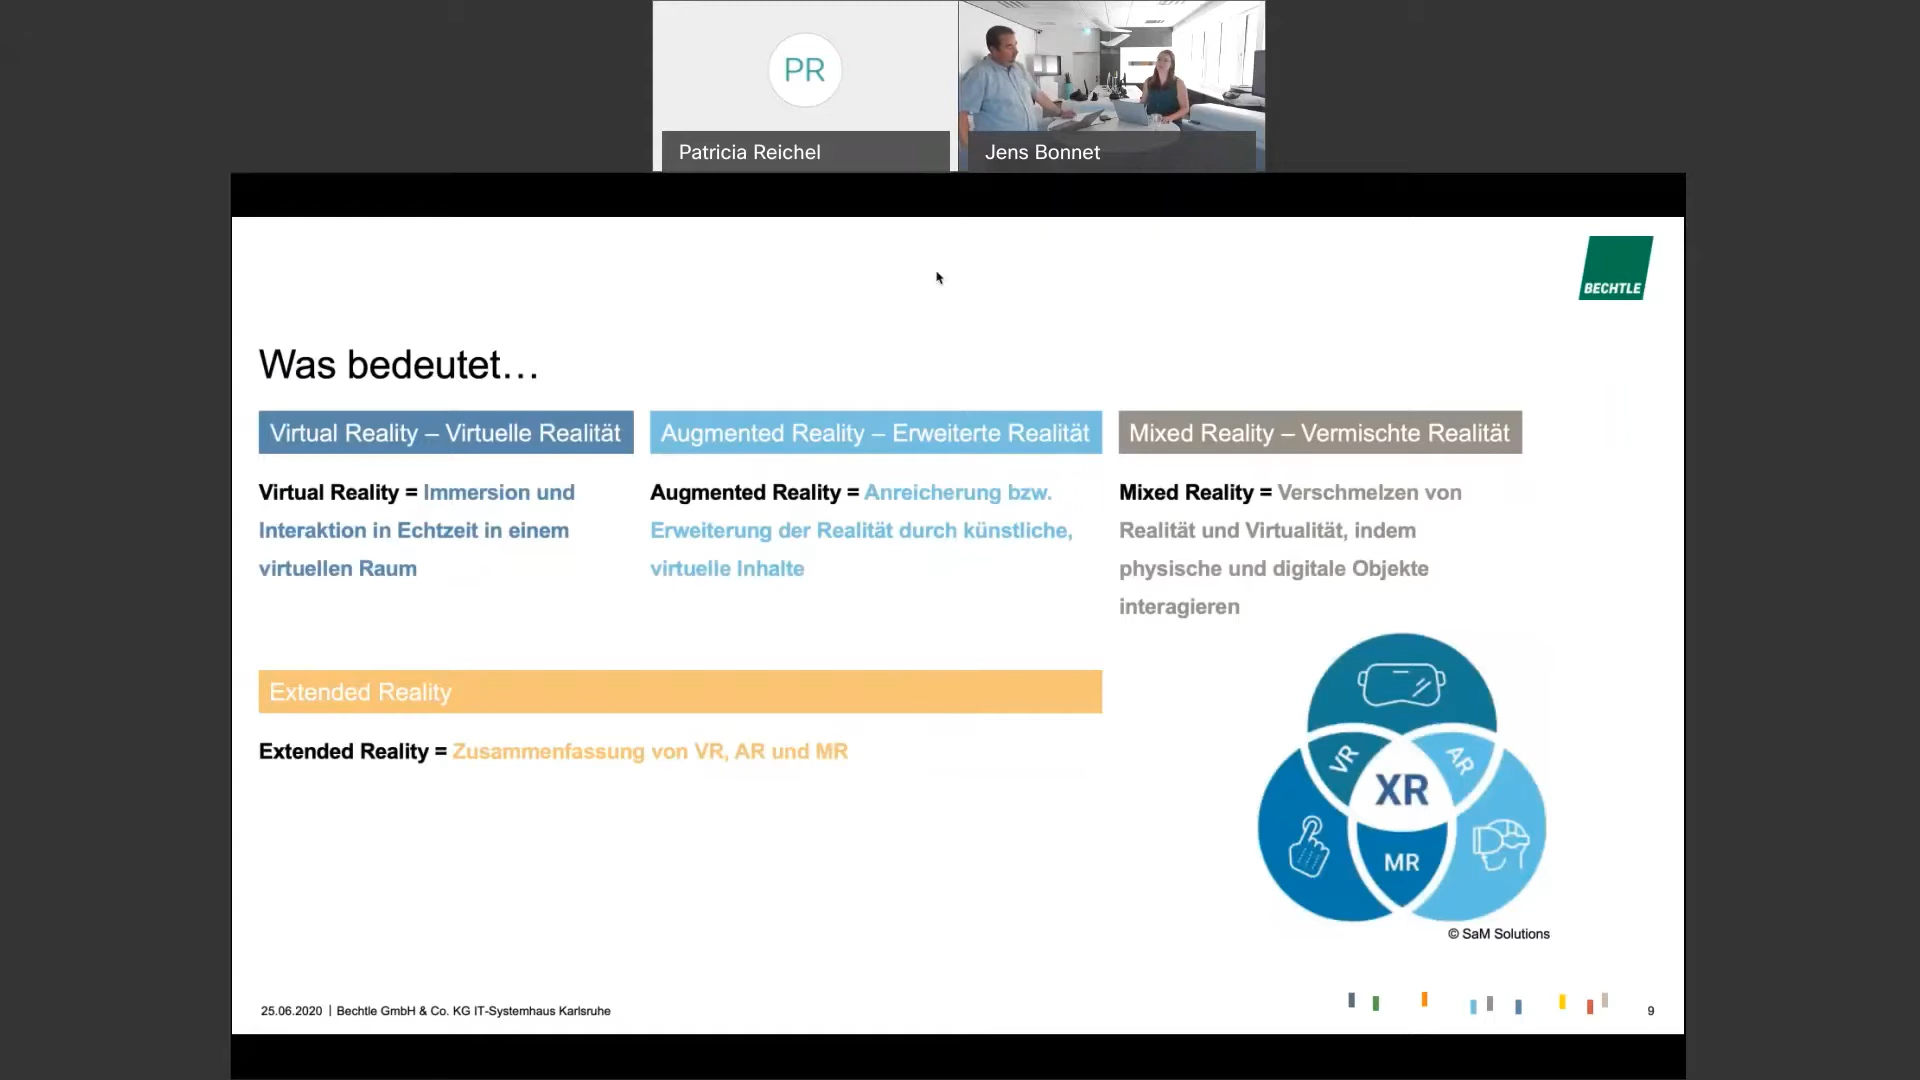 PR
Patricia Reichel
Jens Bonnet
BECHTLE
Was bedeutet…
Virtual Reality – Virtuelle Realität
Virtual Reality = Immersion und
Interaktion in Echtzeit in einem
virtuellen Raum
Augmented Reality – Erweiterte Realität
Augmented Reality = Anreicherung bzw.
Erweiterung der Realität durch künstliche,
virtuelle Inhalte
Mixed Reality – Vermischte Realität
Mixed Reality = Verschmelzen von
Realität und Virtualität, indem
physische und digitale Objekte
interagieren
Extended Reality
Extended Reality = Zusammenfassung von VR, AR und MR
VR
AR
XR
MR
© SaM Solutions
25.06.2020 | Bechtle GmbH & Co. KG IT-Systemhaus Karlsruhe
9